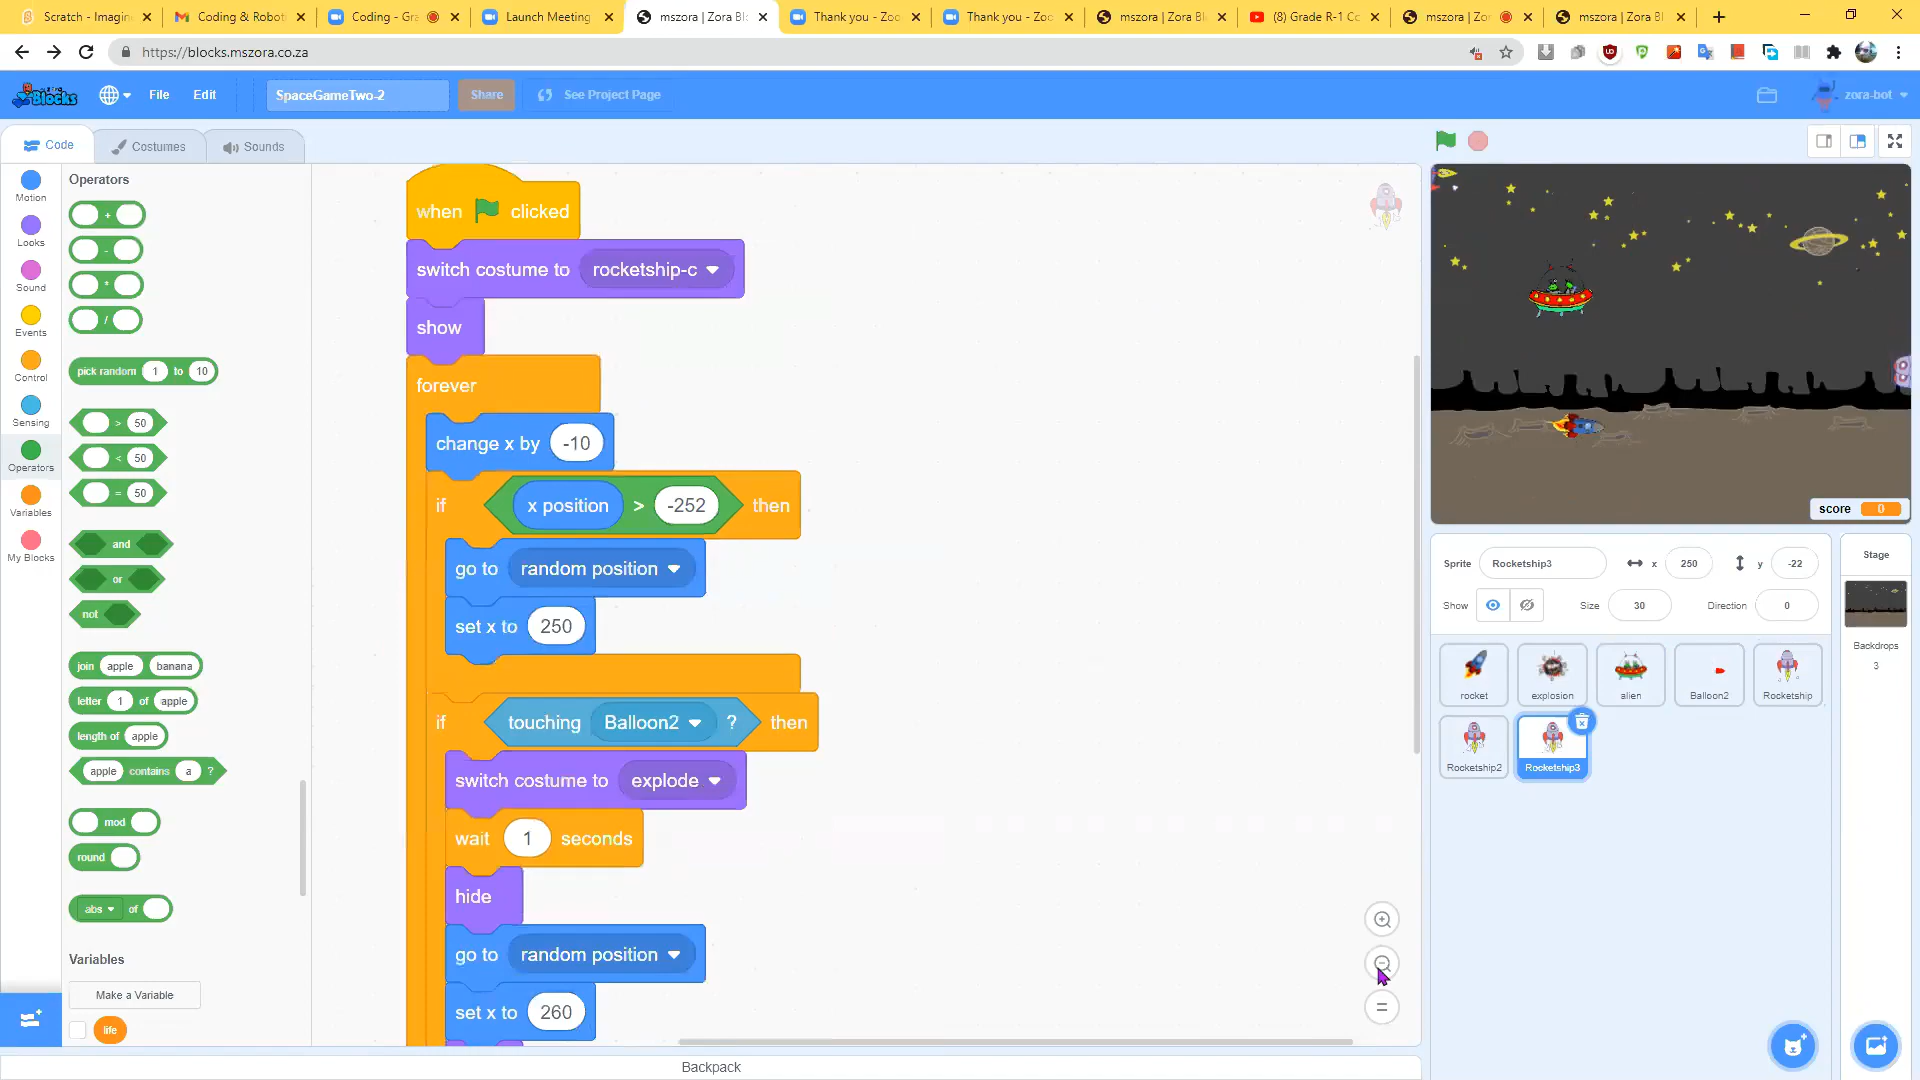 Scratch - Imagin
Coding & Robot
Coding - Gra
Launch Meeting
mszora | Zora Bl
Thank you - Zoo
Thank you - Zoo
mszora | Zora Bl
(8) Grade R-1 Co
mszora | Zo
mszora | Zora Bl
https://blocks.mszora.co.za
Blocks
File
Edit
SpaceGameTwo-2
Share
See Project Page
zora-bot
Code
Costumes
Sounds
Motion
Looks
Sound
Events
Control
Sensing
Operators
Variables
My Blocks
Operators
+
-
*
/
pick random 1 to 10
> 50
< 50
= 50
and
or
not
join apple banana
letter 1 of apple
length of apple
apple contains a ?
mod
round
abs of
Variables
Make a Variable
life
when clicked
switch costume to rocketship-c
show
forever
change x by -10
if x position > -252 then
go to random position
set x to 250
if touching Balloon2 ? then
switch costume to explode
wait 1 seconds
hide
go to random position
set x to 260
Backpack
score 0
Sprite Rocketship3 x 250 y -22
Show Size 30 Direction 0
rocket
explosion
alien
Balloon2
Rocketship
Rocketship2
Rocketship3
Stage
Backdrops
3